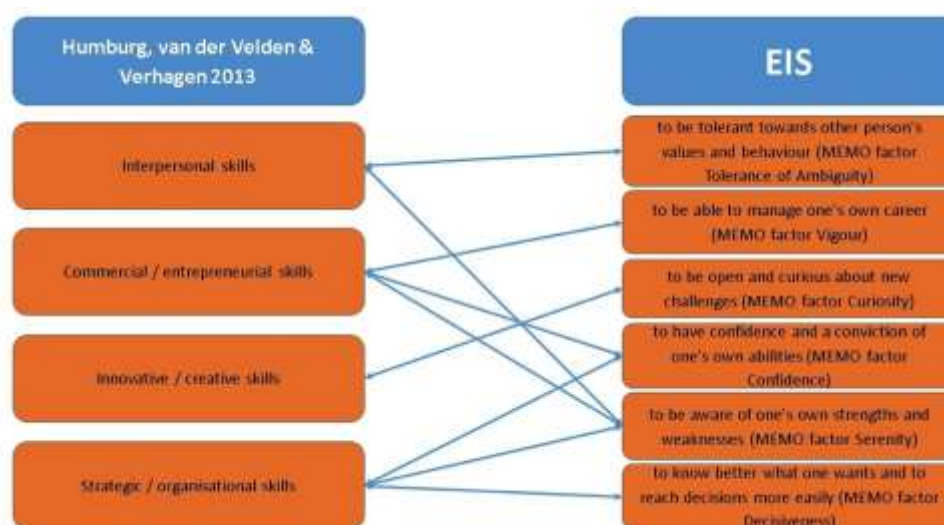 Humburg, van der Velden &
Verhagen 2013
EIS
Interpersonal skills
Commercial / entrepreneurial skills
Innovative / creative skills
Strategic / organisational skills
to be tolerant towards other person's
values and behaviour (MEMO factor
Tolerance of Ambiguity)
to be able to manage one's own career
(MEMO factor Vigour)
to be open and curious about new
challenges (MEMO factor Curiosity)
to have confidence and a conviction of
one's own abilities (MEMO factor
Confidence)
to be aware of one's own strengths and
weaknesses (MEMO factor Serenity)
to know better what one wants and to
reach decisions more easily (MEMO factor
Decisiveness)